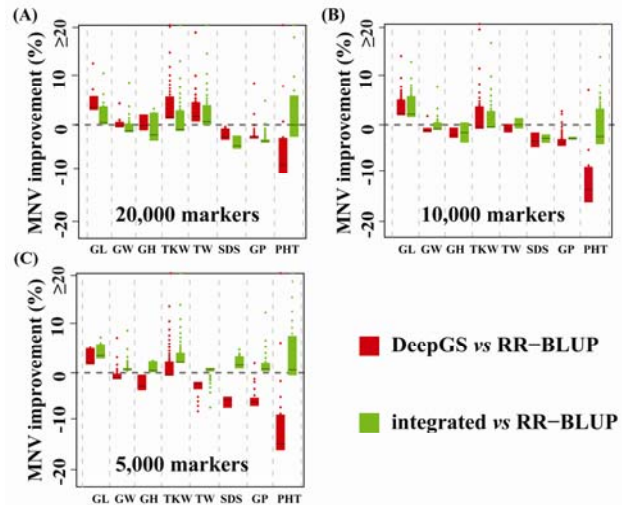 (A)
MNV improvement (%)
≥20
10
0
-10
-20
20,000 markers
GL GW GH TKW TW SDS GP PHT
(B)
MNV improvement (%)
≥20
10
0
-10
-20
10,000 markers
GL GW GH TKW TW SDS GP PHT
(C)
MNV improvement (%)
≥20
10
0
-10
-20
5,000 markers
GL GW GH TKW TW SDS GP PHT
DeepGS vs RR-BLUP
integrated vs RR-BLUP